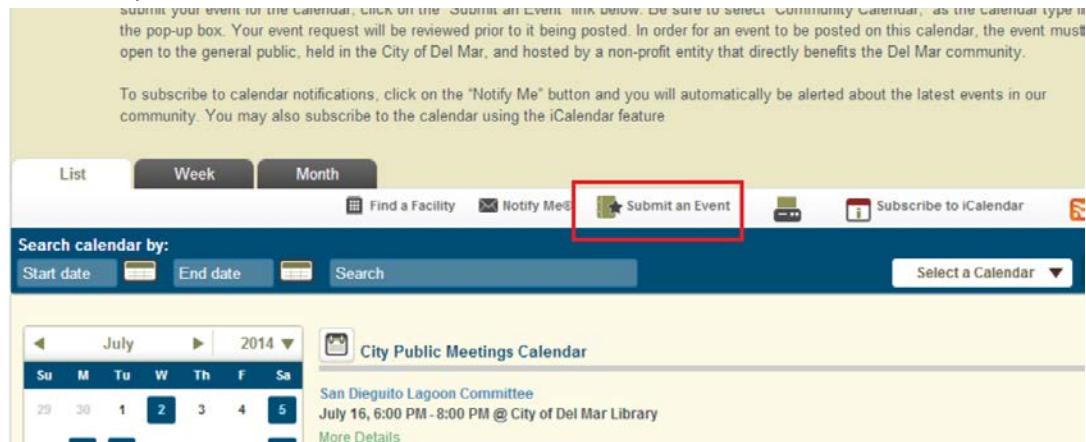 submit your event for the calendar, click on the "Submit an Event" link below. Be sure to select "Community Calendar," as the calendar type in
the pop-up box. Your event request will be reviewed prior to it being posted. In order for an event to be posted on this calendar, the event must
open to the general public, held in the City of Del Mar, and hosted by a non-profit entity that directly benefits the Del Mar community.
To subscribe to calendar notifications, click on the "Notify Me" button and you will automatically be alerted about the latest events in our
community. You may also subscribe to the calendar using the iCalendar feature
List Week Month
Find a Facility Notify Me® Submit an Event Subscribe to iCalendar
Search calendar by:
Start date End date Search Select a Calendar
July 2014
City Public Meetings Calendar
Su M Tu W Th F Sa
San Dieguito Lagoon Committee
29 30 1 2 3 4 5
July 16, 6:00 PM - 8:00 PM @ City of Del Mar Library
More Details